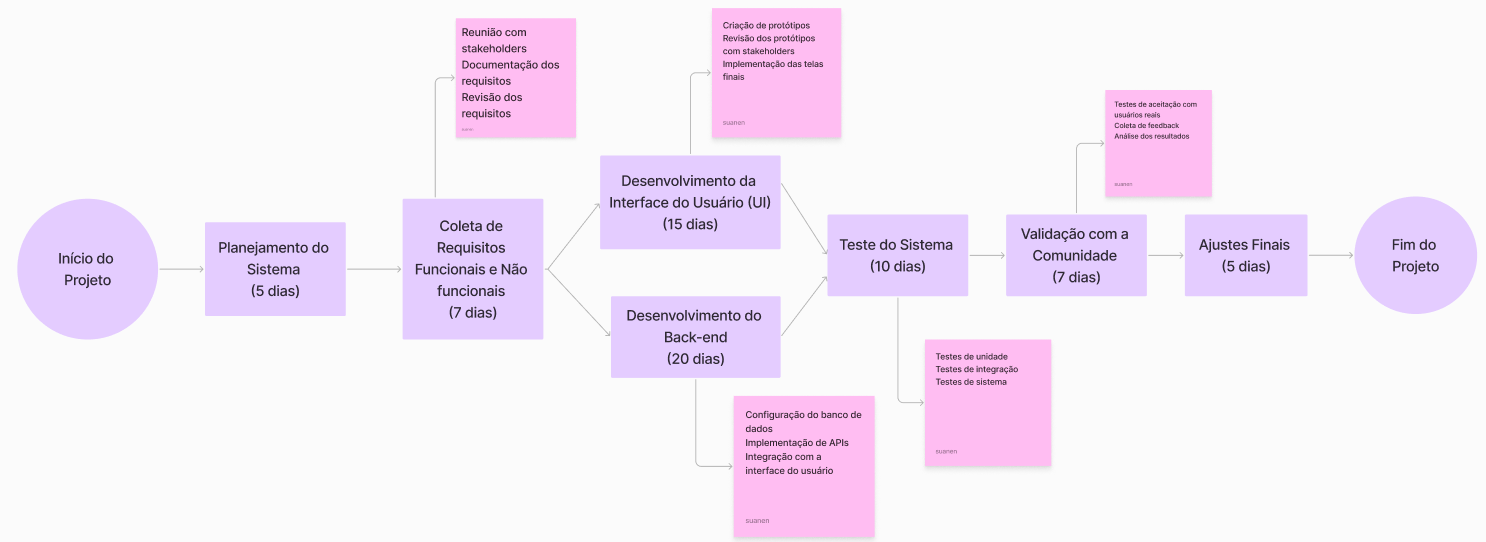 Início do
Projeto
Planejamento do
Sistema
(5 dias)
Coleta de
Requisitos
Funcionais e Não
funcionais
(7 dias)
Reunião com
stakeholders
Documentação dos
requisitos
Revisão dos
requisitos
Desenvolvimento da
Interface do Usuário (UI)
(15 dias)
Criação de protótipos
Revisão dos protótipos
com stakeholders
Implementação das telas
finais
suanen
Desenvolvimento do
Back-end
(20 dias)
Configuração do banco de
dados
Implementação de APIs
Integração com a
interface do usuário
suanen
Teste do Sistema
(10 dias)
Testes de unidade
Testes de integração
Testes de sistema
suanen
Validação com a
Comunidade
(7 dias)
Testes de aceitação com
usuários reais
Coleta de feedback
Análise dos resultados
suanen
Ajustes Finais
(5 dias)
Fim do
Projeto